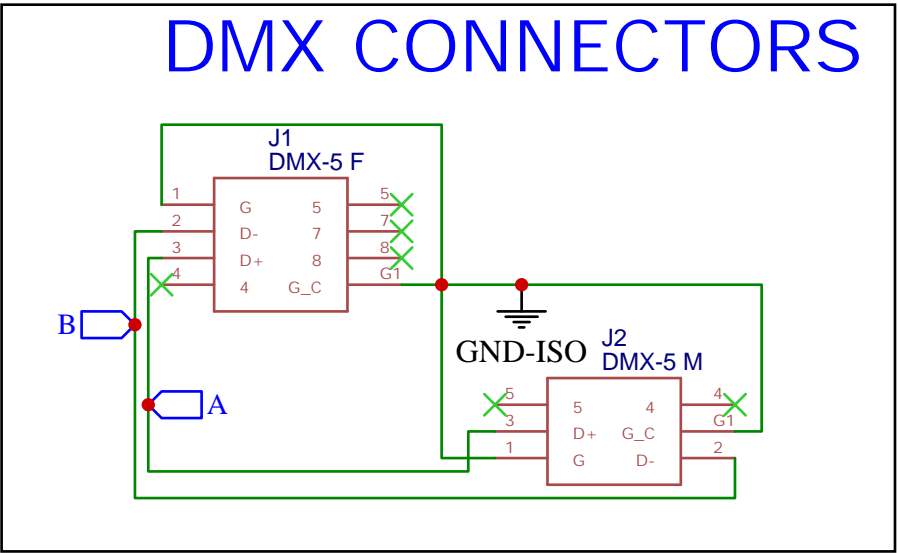 DMX CONNECTORS
J1
DMX-5 F
1 G 5 5
2 D- 7 7
3 D+ 8 8
4 4 G_C G1
B
GND-ISO
J2
DMX-5 M
A
5 5 4 4
3 D+ G_C G1
1 G D- 2